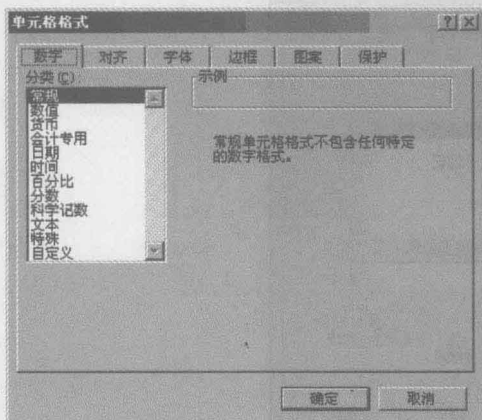 单元格格式
数字 对齐 字体 边框 图案 保护
分类(C):
示例
常规
数值
货币
会计专用
日期
时间
百分比
分数
科学记数
文本
特殊
自定义
常规单元格格式不包含任何特定
的数字格式。
确定 取消